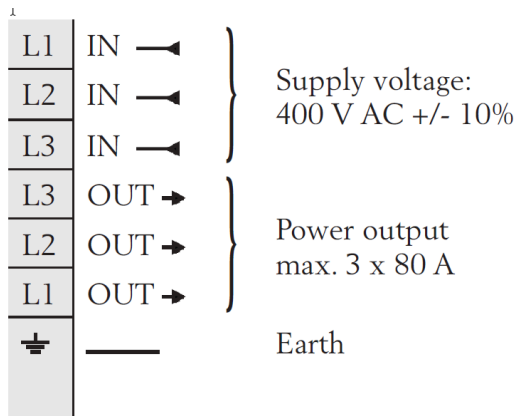 L1 IN
L2 IN Supply voltage:
400 V AC +/- 10%
L3 IN
L3 OUT
L2 OUT Power output
max. 3 x 80 A
L1 OUT
Earth